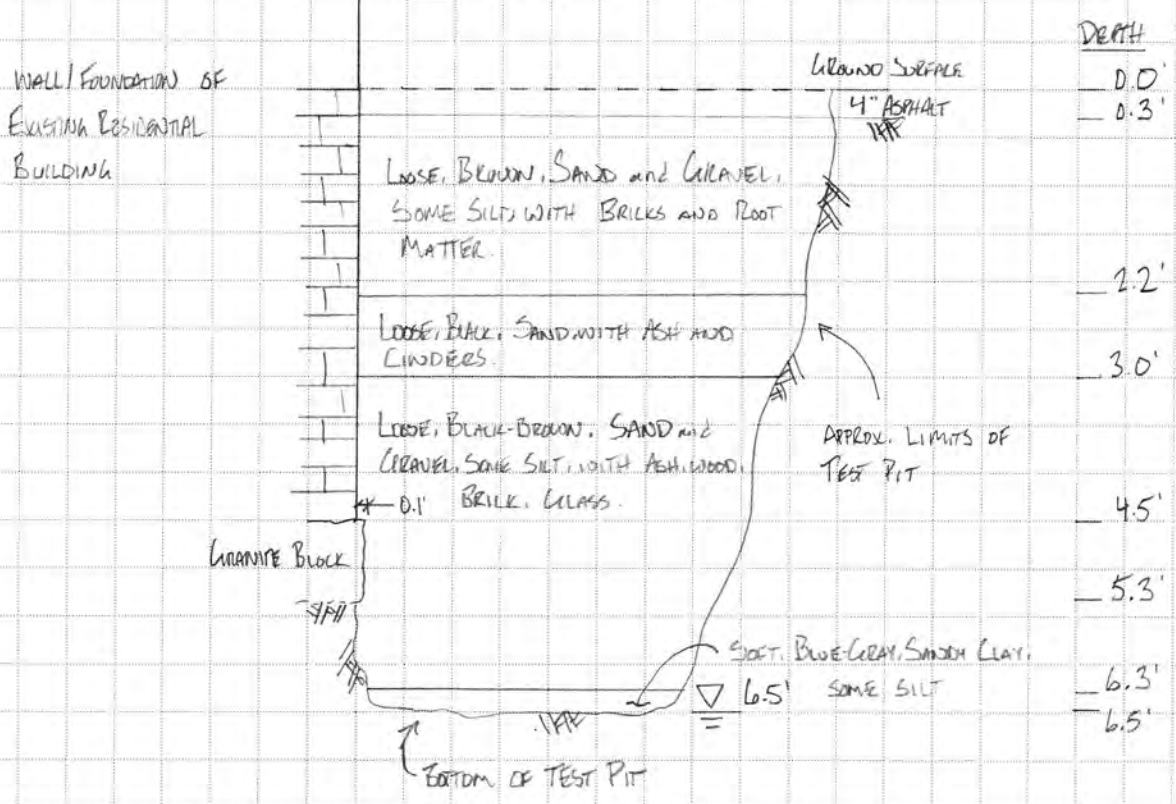 DEPTH
WALL/FOUNDATION OF
EXISTING RESIDENTIAL
BUILDING
GROUND SURFACE
0.0'
4" ASPHALT
0.3'
LOOSE, BROWN, SAND and GRAVEL,
SOME SILT, WITH BRICKS AND ROOT
MATTER.
2.2'
LOOSE, BLACK, SAND, WITH ASH AND
CINDERS.
3.0'
LOOSE, BLACK-BROWN, SAND and
GRAVEL, SOME SILT, WITH ASH, WOOD,
BRICK, GLASS.
APPROX. LIMITS OF
TEST PIT
0.1'
4.5'
GRANITE BLOCK
5.3'
SOFT, BLUE-GRAY, SANDY CLAY,
SOME SILT
6.5'
6.3'
6.5'
BOTTOM OF TEST PIT